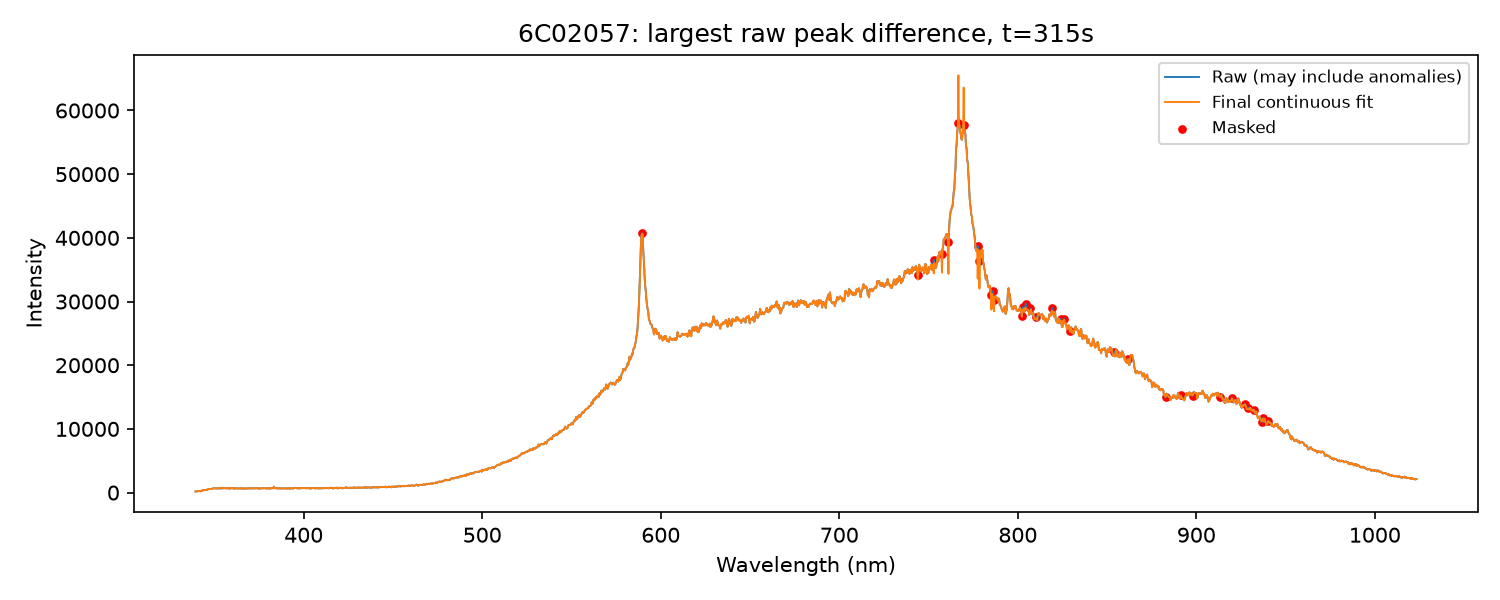 6C02057: largest raw peak difference, t=315s
Raw (may include anomalies)
Final continuous fit
Masked
Intensity
60000
50000
40000
30000
20000
10000
0
400 500 600 700 800 900 1000
Wavelength (nm)